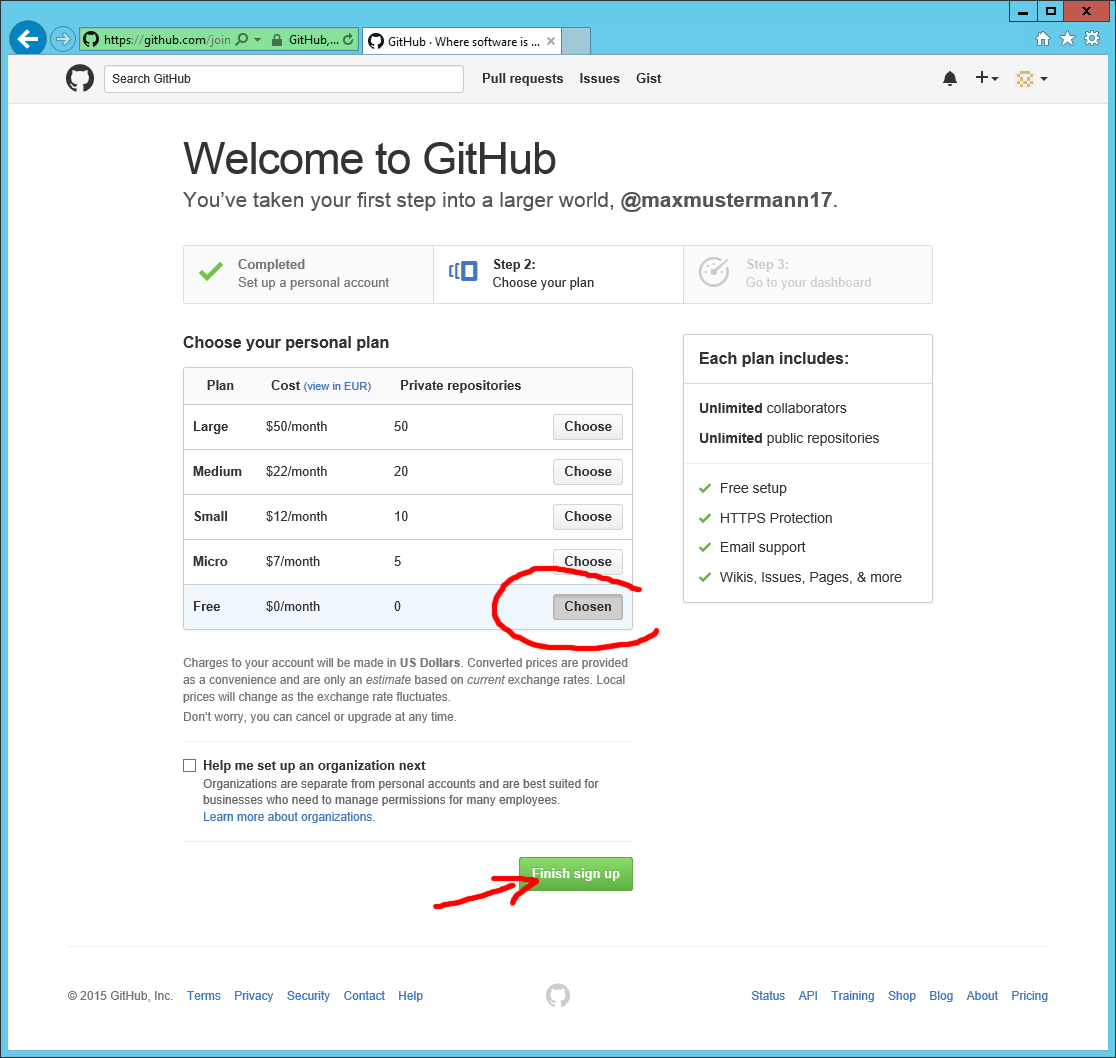 https://github.com/join
GitHub,...
GitHub · Where software is ...
Search GitHub
Pull requests Issues Gist
Welcome to GitHub
You've taken your first step into a larger world, @maxmustermann17.
Completed
Set up a personal account
Step 2:
Choose your plan
Step 3:
Go to your dashboard
Choose your personal plan
Plan Cost (view in EUR) Private repositories
Large $50/month 50 Choose
Medium $22/month 20 Choose
Small $12/month 10 Choose
Micro $7/month 5 Choose
Free $0/month 0 Chosen
Charges to your account will be made in US Dollars. Converted prices are provided
as a convenience and are only an estimate based on current exchange rates. Local
prices will change as the exchange rate fluctuates.
Don't worry, you can cancel or upgrade at any time.
Help me set up an organization next
Organizations are separate from personal accounts and are best suited for
businesses who need to manage permissions for many employees.
Learn more about organizations.
Finish sign up
Each plan includes:
Unlimited collaborators
Unlimited public repositories
Free setup
HTTPS Protection
Email support
Wikis, Issues, Pages, & more
© 2015 GitHub, Inc. Terms Privacy Security Contact Help
Status API Training Shop Blog About Pricing